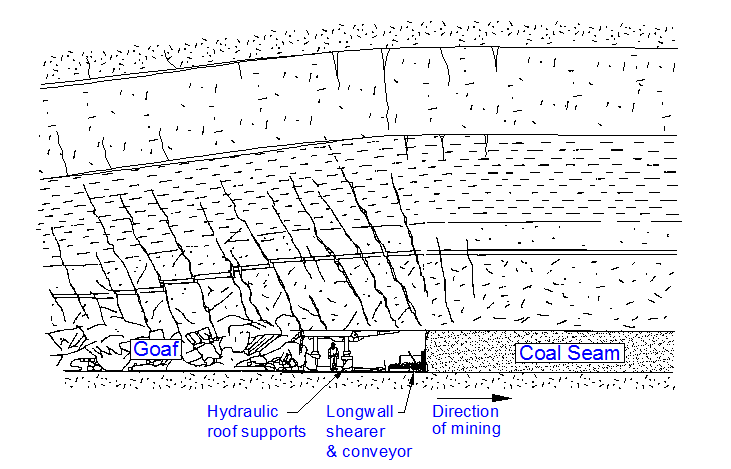 Goaf
Coal Seam
Hydraulic
roof supports
Longwall
shearer
& conveyor
Direction
of mining